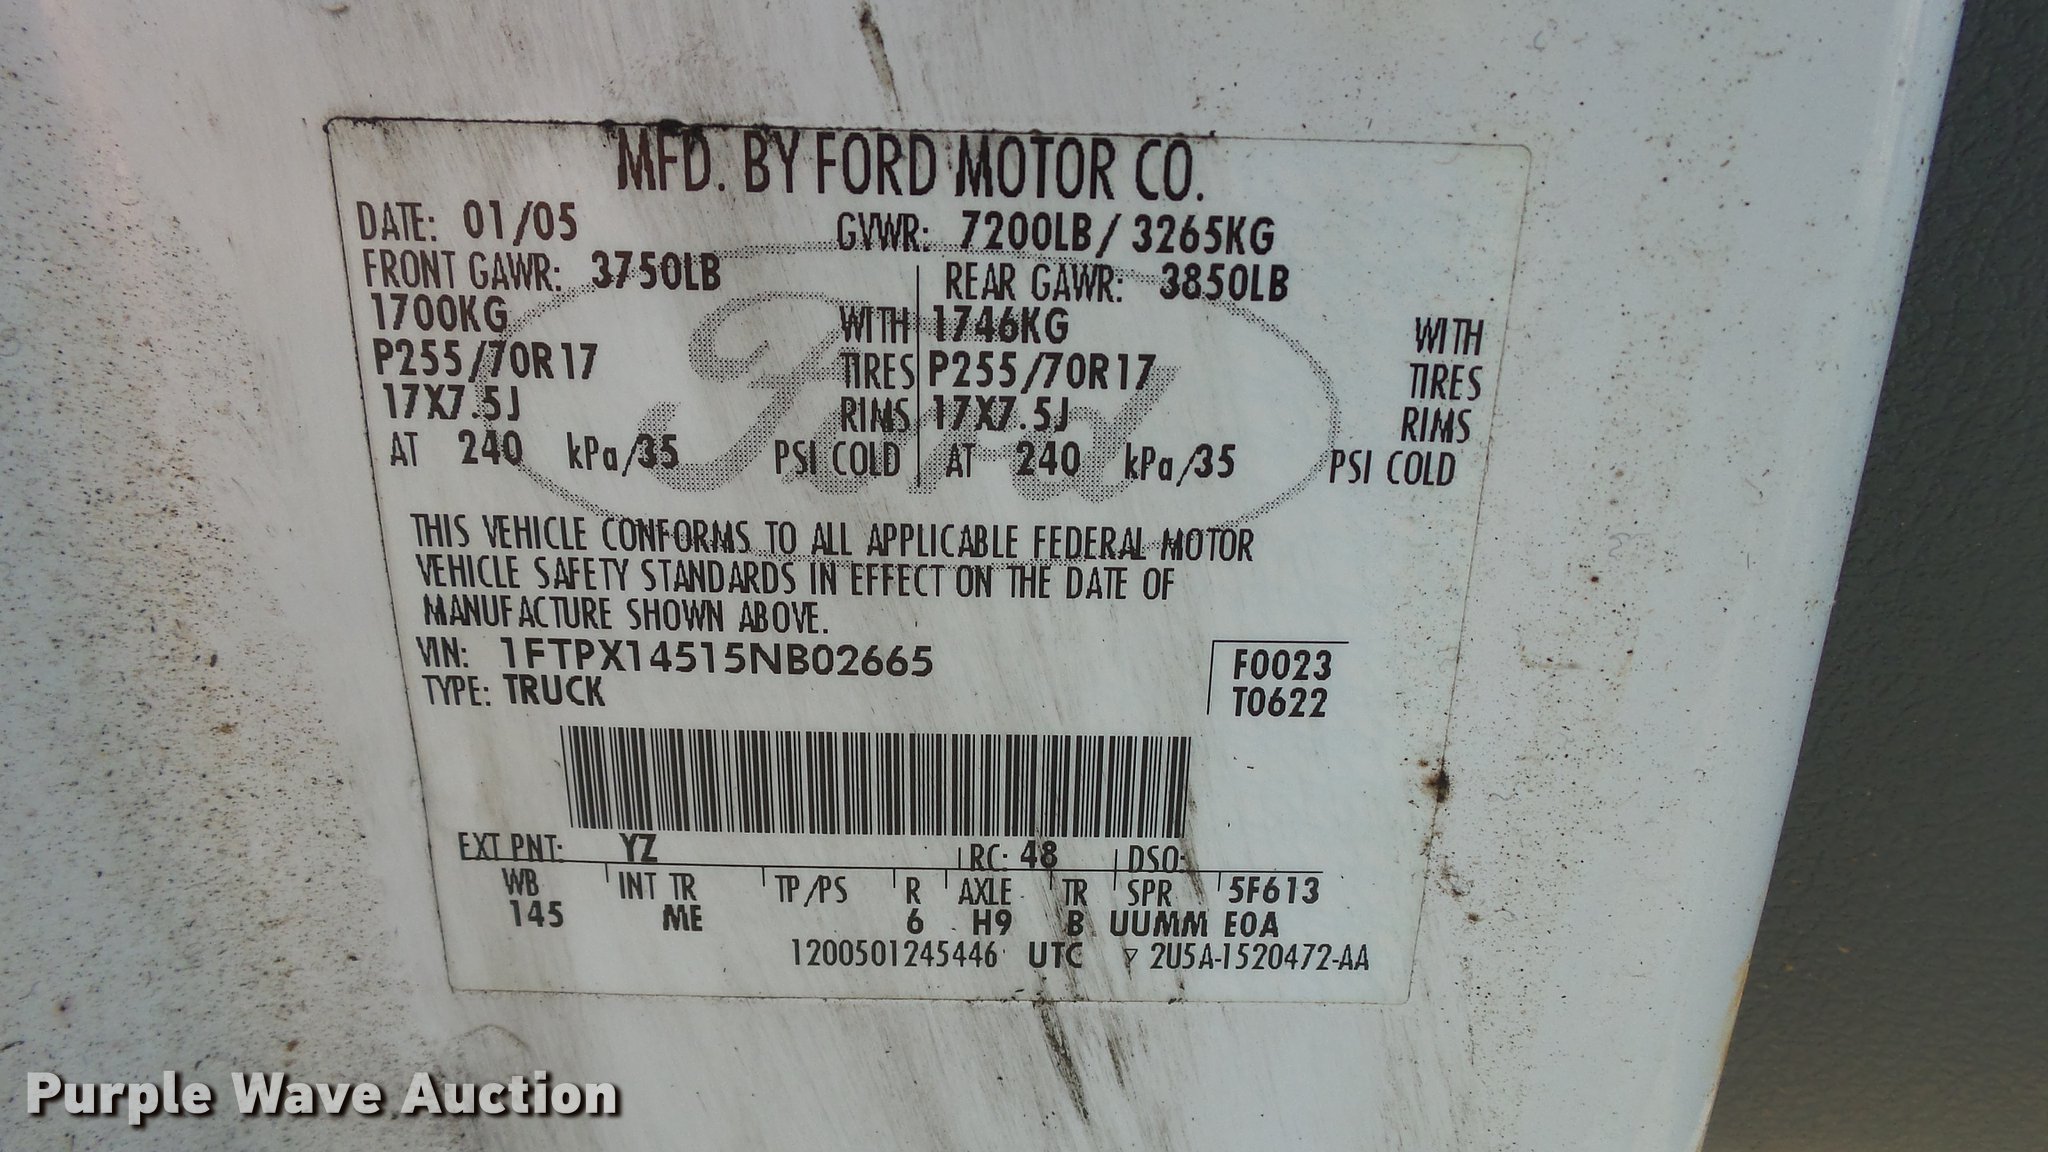 MFD. BY FORD MOTOR CO.
DATE: 01/05 GVWR: 7200LB/ 3265KG
FRONT GAWR: 3750LB REAR GAWR: 3850LB
1700KG WITH 1746KG WITH
P255/70R17 TIRES P255/70R17 TIRES
17X7.5J RIMS 17X7.5J RIMS
AT 240 kPa/35 PSI COLD AT 240 kPa/35 PSI COLD
Ford
THIS VEHICLE CONFORMS TO ALL APPLICABLE FEDERAL MOTOR
VEHICLE SAFETY STANDARDS IN EFFECT ON THE DATE OF
MANUFACTURE SHOWN ABOVE.
VIN: 1FTPX14515NB02665 F0023
TYPE: TRUCK T0622
EXT PNT: YZ RC: 48 DSO:
WB INT TR TP/PS R AXLE TR SPR 5F613
145 ME 6 H9 B UUMM E0A
1200501245446 UTC ▽ 2U5A-1520472-AA
Purple Wave Auction